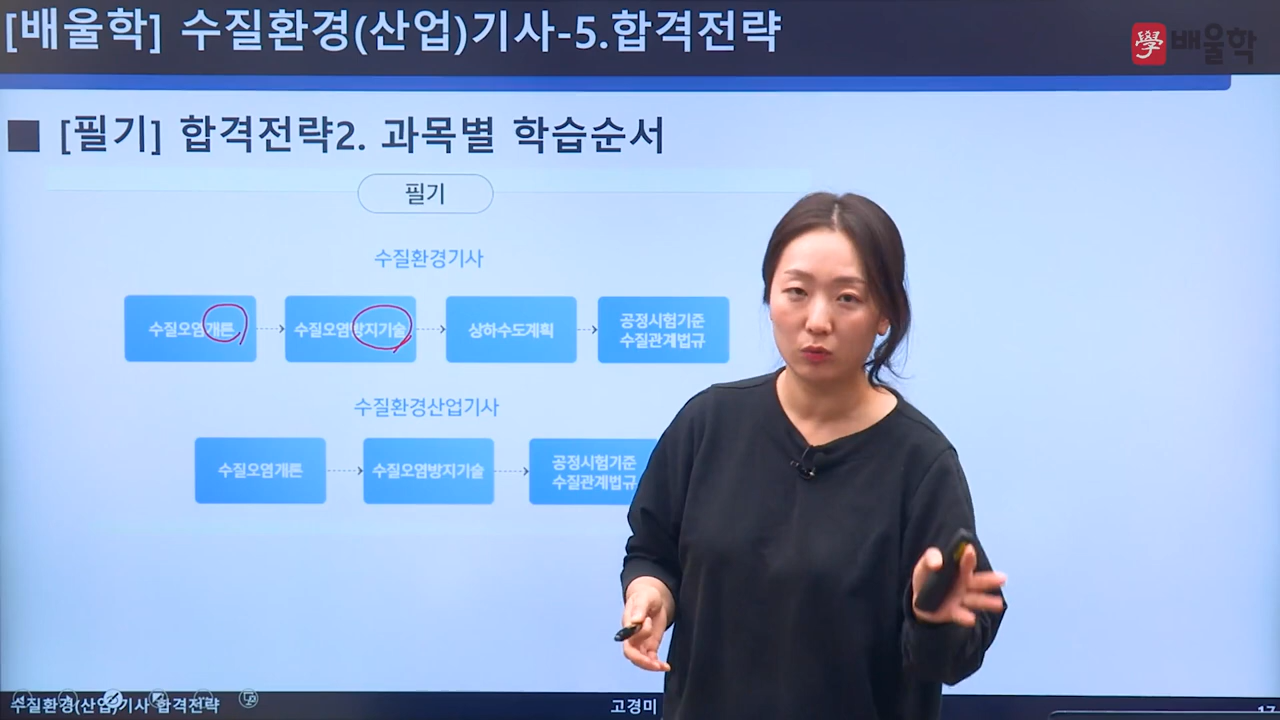 [배울학] 수질환경(산업)기사-5.합격전략
學 배울학
■ [필기] 합격전략2. 과목별 학습순서
필기
수질환경기사
수질오염개론
수질오염방지기술
상하수도계획
공정시험기준
수질관계법규
수질환경산업기사
수질오염개론
수질오염방지기술
공정시험기준
수질관계법규
수질환경(산업)기사 합격전략
고경미
17